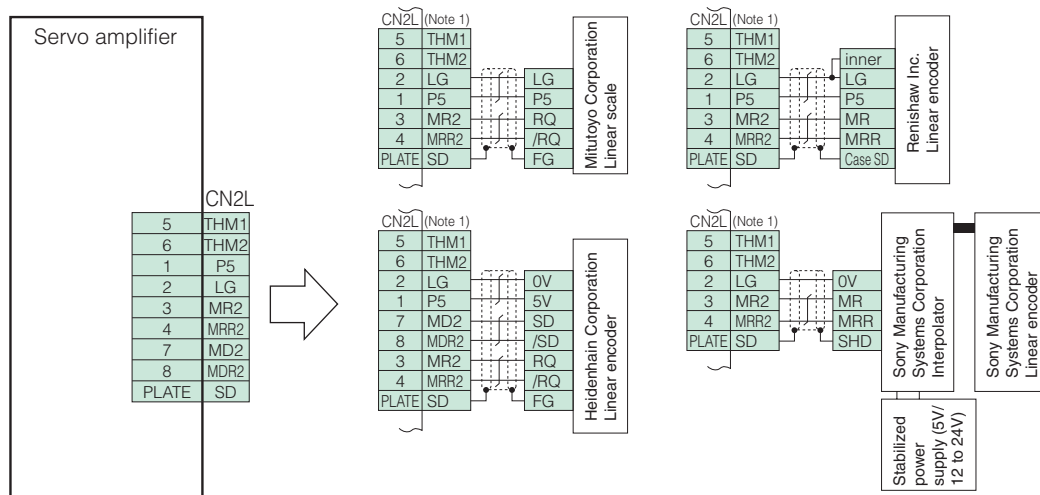 Servo amplifier
CN2L
5 THM1
6 THM2
1 P5
2 LG
3 MR2
4 MRR2
7 MD2
8 MDR2
PLATE SD
CN2L (Note 1)
5 THM1
6 THM2
2 LG LG
1 P5 P5
3 MR2 RQ
4 MRR2 /RQ
PLATE SD FG
Mitutoyo Corporation
Linear scale
CN2L (Note 1)
5 THM1
6 THM2 inner
2 LG LG
1 P5 P5
3 MR2 MR
4 MRR2 MRR
PLATE SD Case SD
Renishaw Inc.
Linear encoder
CN2L (Note 1)
5 THM1
6 THM2
2 LG 0V
1 P5 5V
7 MD2 SD
8 MDR2 /SD
3 MR2 RQ
4 MRR2 /RQ
PLATE SD FG
Heidenhain Corporation
Linear encoder
CN2L (Note 1)
5 THM1
6 THM2
2 LG 0V
3 MR2 MR
4 MRR2 MRR
PLATE SD SHD
Sony Manufacturing
Systems Corporation
Interpolator
Sony Manufacturing
Systems Corporation
Linear encoder
Stabilized
power
supply (5V/
12 to 24V)